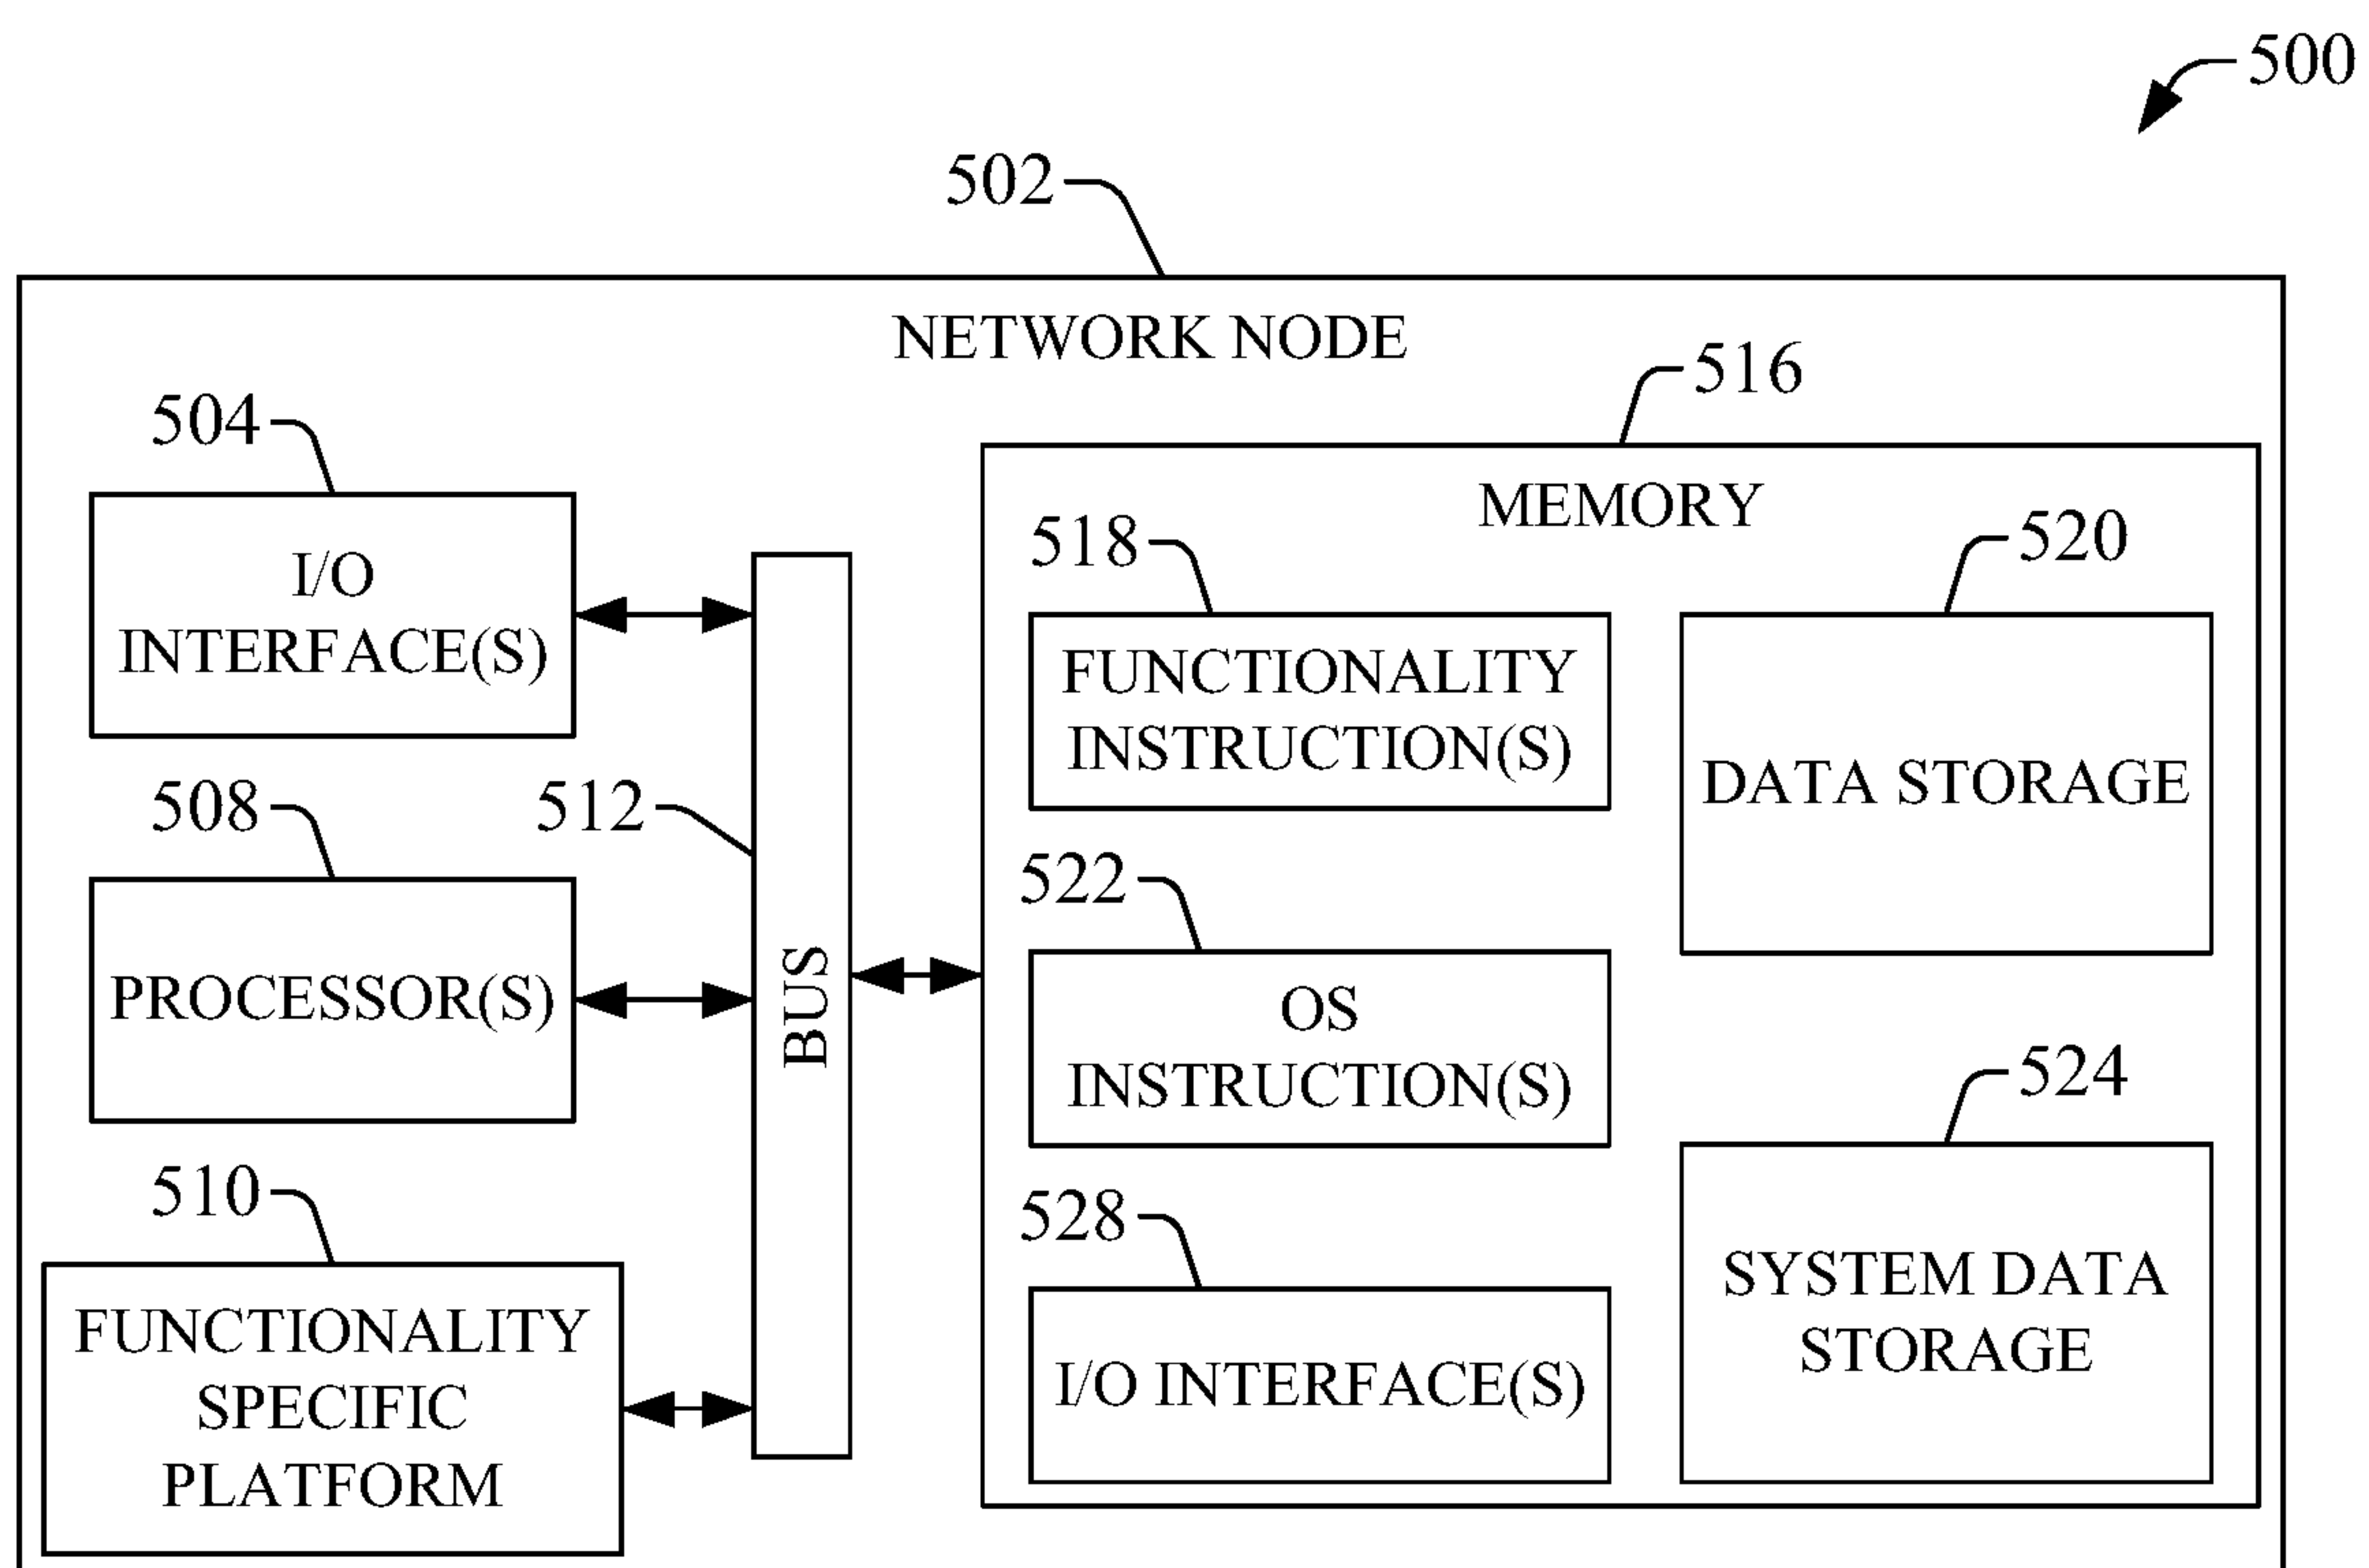 500
502
NETWORK NODE
516
504
MEMORY
518
520
I/O
INTERFACE(S)
FUNCTIONALITY
INSTRUCTION(S)
DATA STORAGE
508
512
522
PROCESSOR(S)
BUS
OS
INSTRUCTION(S)
524
510
528
SYSTEM DATA
STORAGE
FUNCTIONALITY
SPECIFIC
PLATFORM
I/O INTERFACE(S)